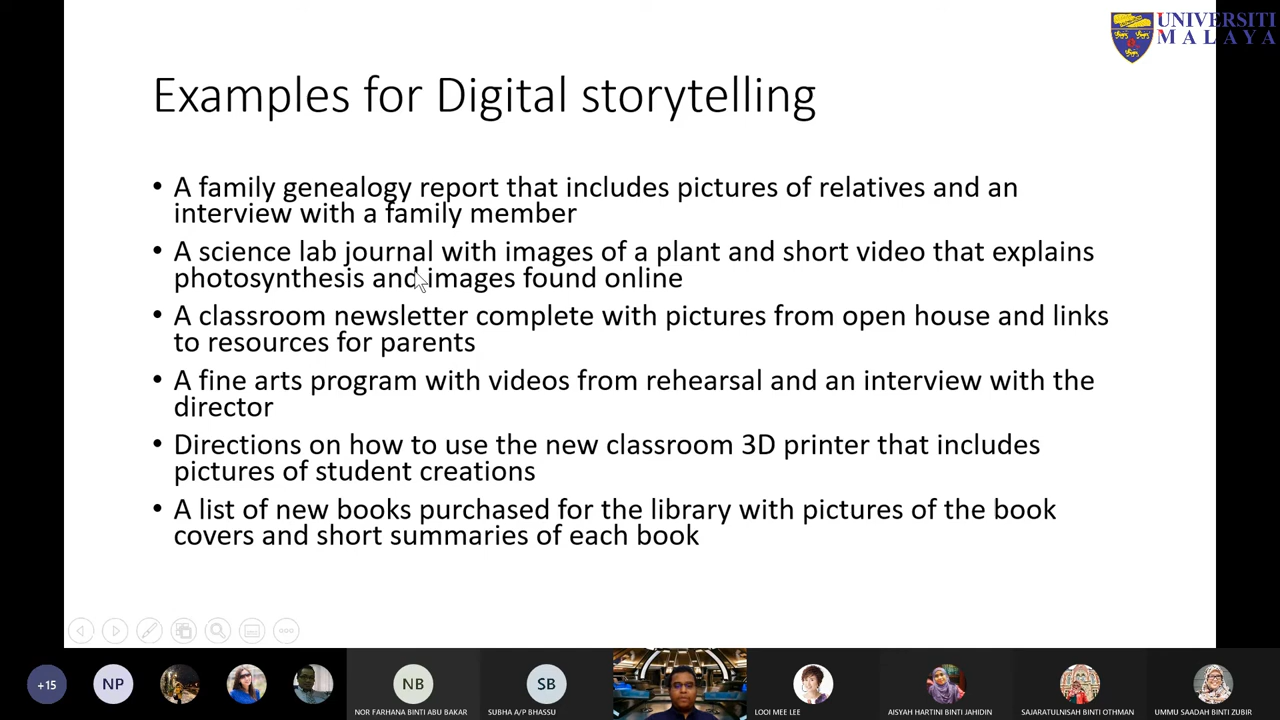 UNIVERSITI
MALAYA
Examples for Digital storytelling
• A family genealogy report that includes pictures of relatives and an
interview with a family member
• A science lab journal with images of a plant and short video that explains
photosynthesis and images found online
• A classroom newsletter complete with pictures from open house and links
to resources for parents
• A fine arts program with videos from rehearsal and an interview with the
director
• Directions on how to use the new classroom 3D printer that includes
pictures of student creations
• A list of new books purchased for the library with pictures of the book
covers and short summaries of each book
+15
NP
NB
SB
NOR FARHANA BINTI ABU BAKAR
SUBHA A/P BHASSU
LOOI MEE LEE
AISYAH HARTINI BINTI JAHIDIN
SAJARATULNISAH BINTI OTHMAN
UMMU SAADAH BINTI ZUBIR